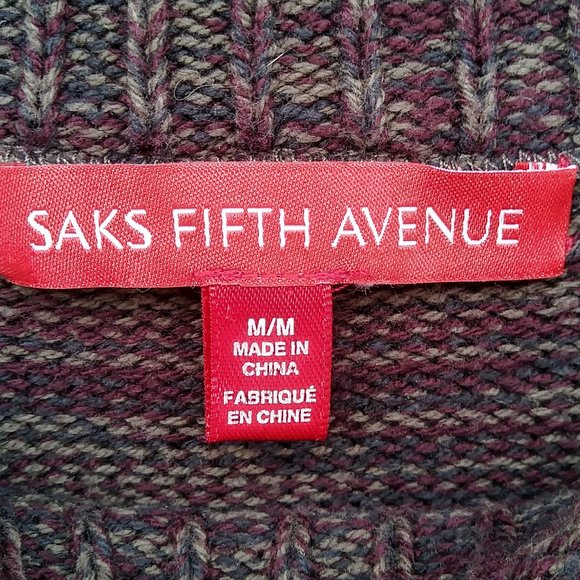 SAKS FIFTH AVENUE
M/M
MADE IN
CHINA
FABRIQUÉ
EN CHINE